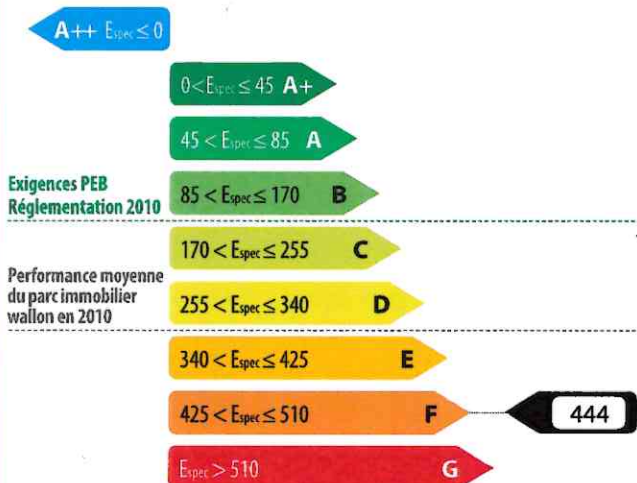 A++ Espec ≤ 0
0 < Espec ≤ 45 A+
45 < Espec ≤ 85 A
Exigences PEB
Réglementation 2010
85 < Espec ≤ 170 B
170 < Espec ≤ 255 C
Performance moyenne
du parc immobilier
wallon en 2010
255 < Espec ≤ 340 D
340 < Espec ≤ 425 E
425 < Espec ≤ 510 F
444
Espec > 510 G